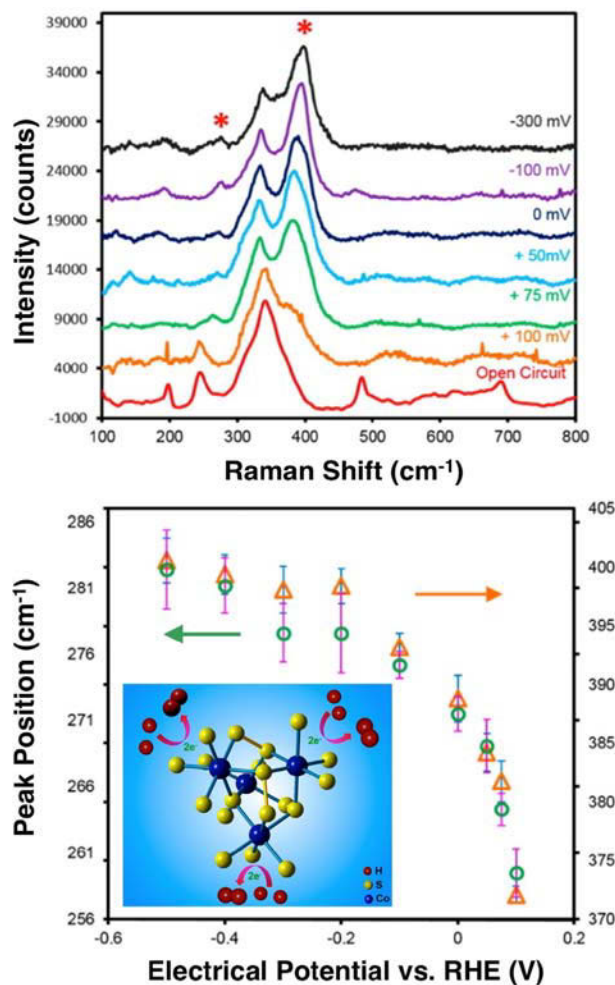 39000
34000
29000
24000
19000
14000
9000
4000
-1000
Intensity (counts)
*
*
-300 mV
-100 mV
0 mV
+ 50mV
+ 75 mV
+ 100 mV
Open Circuit
100 200 300 400 500 600 700 800
Raman Shift (cm-1)
286
281
276
271
266
261
256
Peak Position (cm-1)
405
400
395
390
385
380
375
370
2e-
2e-
2e-
H
S
Co
-0.6 -0.4 -0.2 0 0.2
Electrical Potential vs. RHE (V)